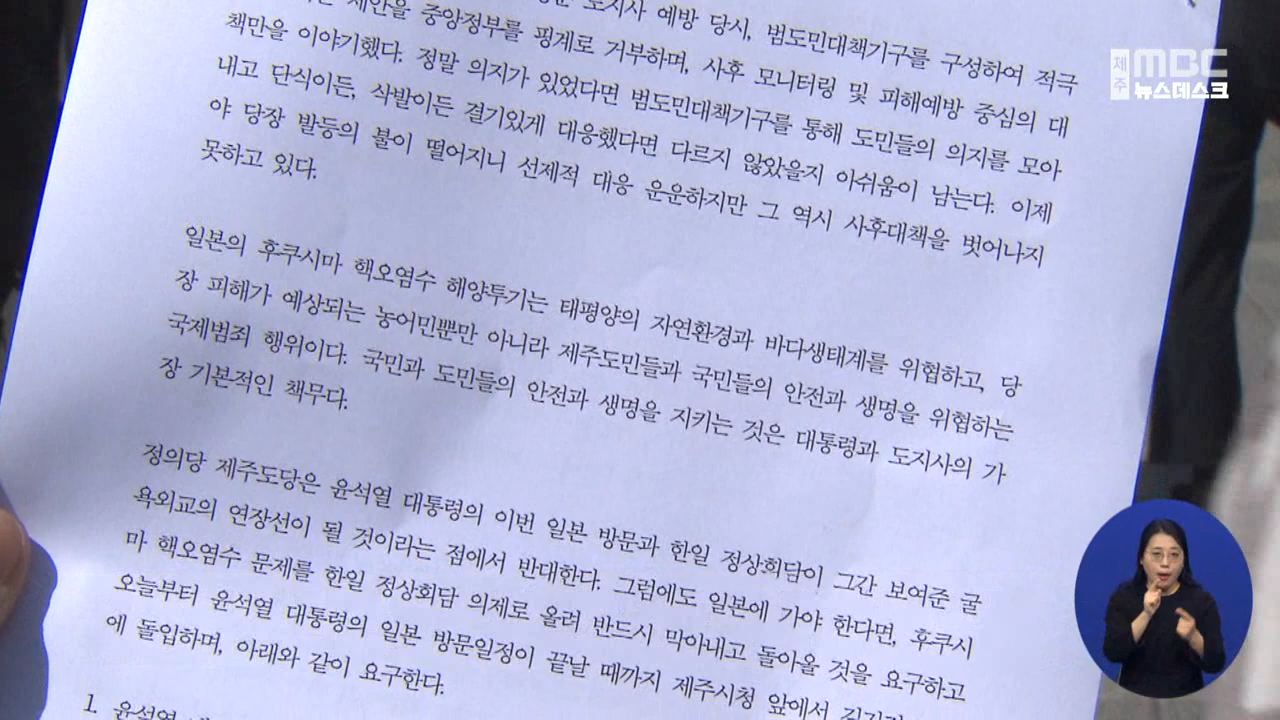 제안을 중앙정부를 핑계로 거부하며, 사후 모니터링 및 피해예방 중심의 대
도지사 예방 당시, 범도민대책기구를 구성하여 적극
책만을 이야기했다. 정말 의지가 있었다면 범도민대책기구를 통해 도민들의 의지를 모아
내고 단식이든, 삭발이든 결기있게 대응했다면 다르지 않았을지 아쉬움이 남는다. 이제
야 당장 발등의 불이 떨어지니 선제적 대응 운운하지만 그 역시 사후대책을 벗어나지
못하고 있다.
일본의 후쿠시마 핵오염수 해양투기는 태평양의 자연환경과 바다생태계를 위협하고, 당
장 피해가 예상되는 농어민뿐만 아니라 제주도민들과 국민들의 안전과 생명을 위협하는
국제범죄 행위이다. 국민과 도민들의 안전과 생명을 지키는 것은 대통령과 도지사의 가
장 기본적인 책무다.
정의당 제주도당은 윤석열 대통령의 이번 일본 방문과 한일 정상회담이 그간 보여준 굴
욕외교의 연장선이 될 것이라는 점에서 반대한다. 그럼에도 일본에 가야 한다면, 후쿠시
마 핵오염수 문제를 한일 정상회담 의제로 올려 반드시 막아내고 돌아올 것을 요구하고
오늘부터 윤석열 대통령의 일본 방문일정이 끝날 때까지 제주시청 앞에서
에 돌입하며, 아래와 같이 요구한다.
1. 윤석열
제주 MBC
뉴스데스크